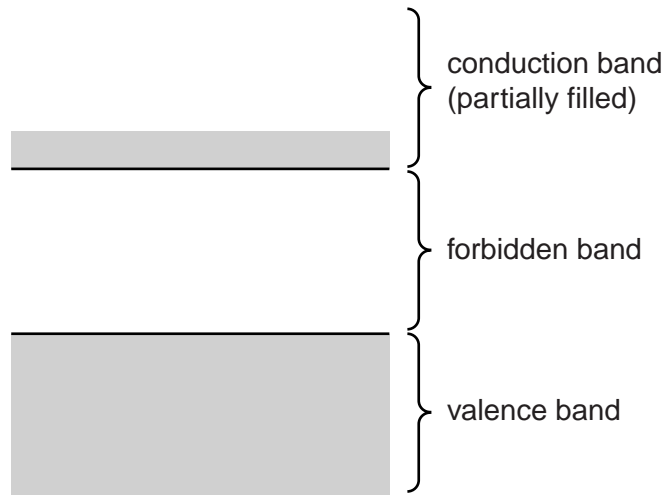 conduction band
(partially filled)
forbidden band
valence band